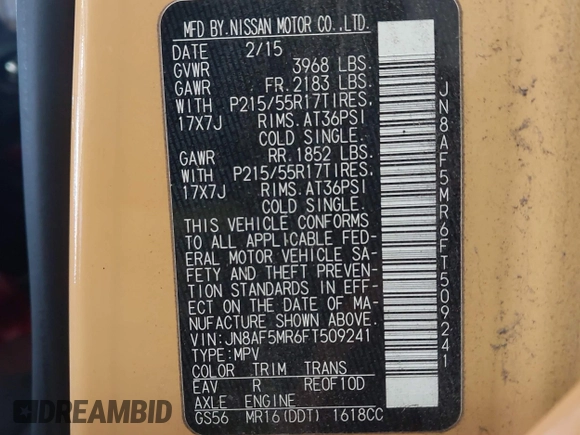 MFD BY.NISSAN MOTOR CO.,LTD.
DATE 2/15
GVWR 3968 LBS.
GAWR FR.2183 LBS.
WITH P215/55R17TIRES,
17X7J RIMS.AT36PSI
COLD SINGLE.
GAWR RR.1852 LBS.
WITH P215/55R17TIRES,
17X7J RIMS.AT36PSI
COLD SINGLE.
THIS VEHICLE CONFORMS
TO ALL APPLICABLE FED-
ERAL MOTOR VEHICLE SA-
FETY AND THEFT PREVEN-
TION STANDARDS IN EFF-
ECT ON THE DATE OF MA-
NUFACTURE SHOWN ABOVE.
VIN:JN8AF5MR6FT509241
TYPE:MPV
COLOR TRIM TRANS
EAV R RE0F10D
AXLE ENGINE
GS56 MR16(DDT) 1618CC
JN8AF5MR6FT509241
DREAMBID